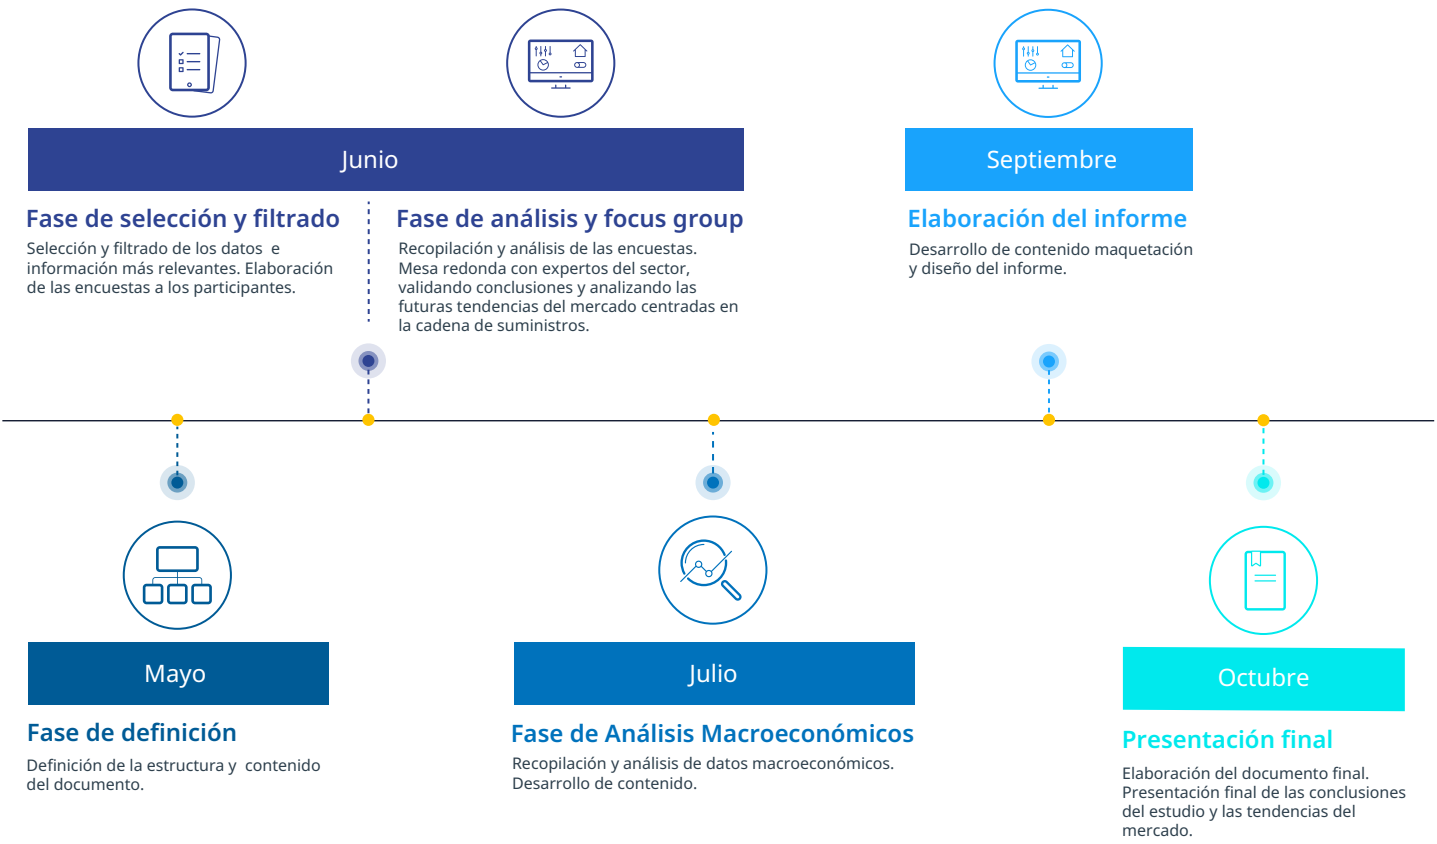 Junio
Fase de selección y filtrado
Selección y filtrado de los datos  e
información más relevantes. Elaboración
de las encuestas a los participantes.
Fase de análisis y focus group
Recopilación y análisis de las encuestas.
Mesa redonda con expertos del sector,
validando conclusiones y analizando las
futuras tendencias del mercado centradas en
la cadena de suministros.
Septiembre
Elaboración del informe
Desarrollo de contenido maquetación
y diseño del informe.
Mayo
Fase de definición
Definición de la estructura y  contenido
del documento.
Julio
Fase de Análisis Macroeconómicos
Recopilación y análisis de datos macroeconómicos.
Desarrollo de contenido.
Octubre
Presentación final
Elaboración del documento final.
Presentación final de las conclusiones
del estudio y las tendencias del
mercado.